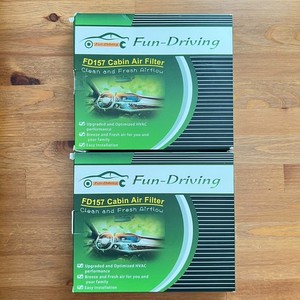 Fun-Driving
FD157 Cabin Air Filter
Clean and Fresh Airflow
Upgraded and Optimized HVAC
performance
Breeze and Fresh air for you and
your family
Easy Installation
Fun-Driving
FD157 Cabin Air Filter
Clean and Fresh Airflow
Upgraded and Optimized HVAC
performance
Breeze and Fresh air for you and
your family.
Easy Installation